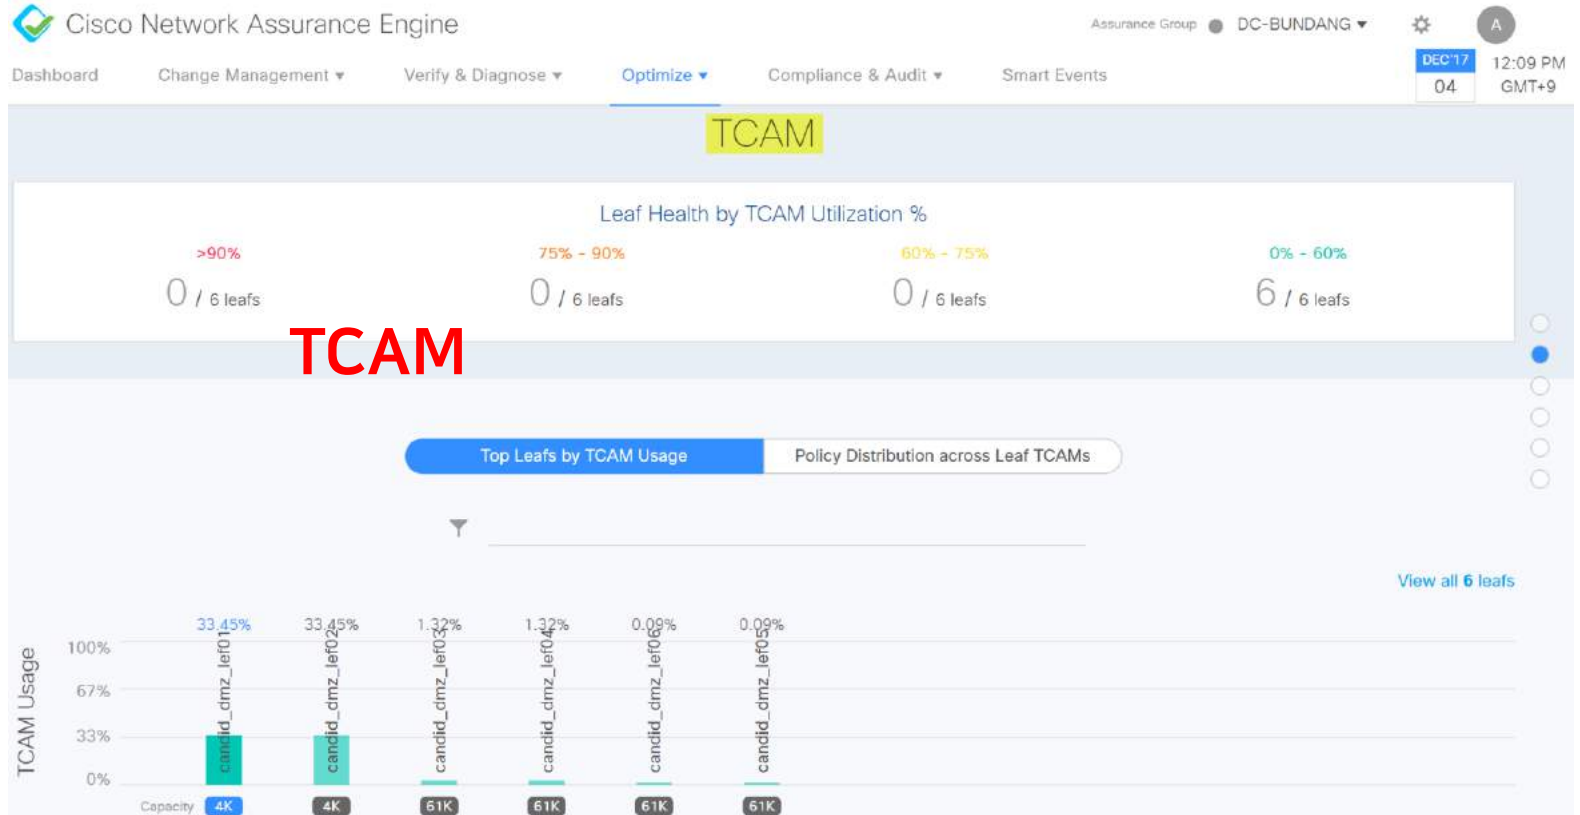 Cisco Network Assurance Engine
Assurance Group DC-BUNDANG ▾
A
Dashboard Change Management ▾ Verify & Diagnose ▾ Optimize ▾ Compliance & Audit ▾ Smart Events
DEC'17
04
12:09 PM
GMT+9
TCAM
Leaf Health by TCAM Utilization %
>90% 75% - 90% 60% - 75% 0% - 60%
0 / 6 leafs 0 / 6 leafs 0 / 6 leafs 6 / 6 leafs
TCAM
Top Leafs by TCAM Usage Policy Distribution across Leaf TCAMs
View all 6 leafs
33.45% 33.45% 1.32% 1.32% 0.09% 0.09%
TCAM Usage
100%
67%
33%
0%
candid_dmz_lef01
candid_dmz_lef02
candid_dmz_lef03
candid_dmz_lef04
candid_dmz_lef06
candid_dmz_lef05
Capacity 4K 4K 61K 61K 61K 61K